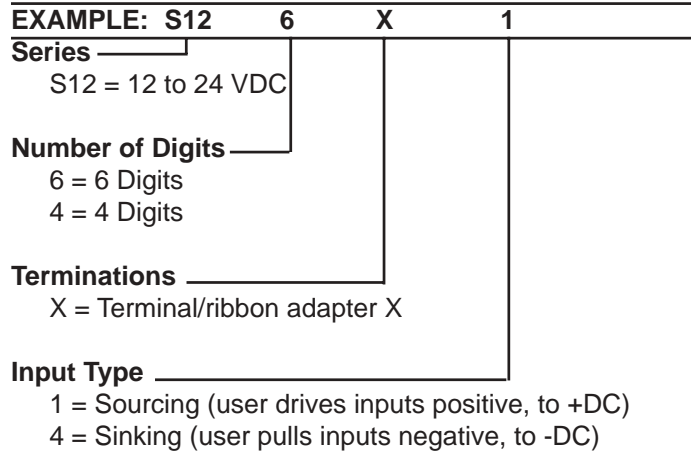 EXAMPLE: S12 6 X 1
Series
S12 = 12 to 24 VDC
Number of Digits
6 = 6 Digits
4 = 4 Digits
Terminations
X = Terminal/ribbon adapter X
Input Type
1 = Sourcing (user drives inputs positive, to +DC)
4 = Sinking (user pulls inputs negative, to -DC)